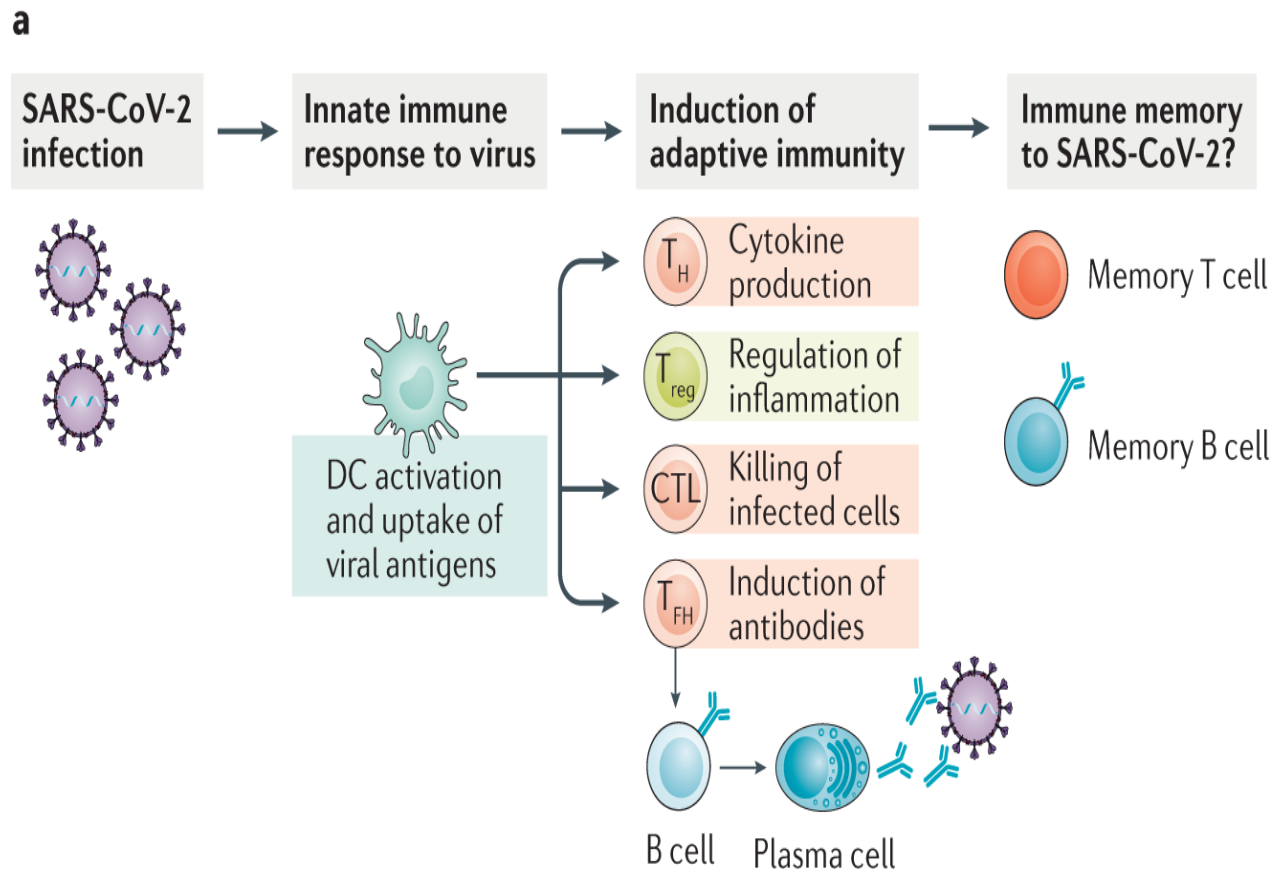 a
SARS-CoV-2
infection
Innate immune
response to virus
Induction of
adaptive immunity
Immune memory
to SARS-CoV-2?
DC activation
and uptake of
viral antigens
TH
Cytokine
production
Treg
Regulation of
inflammation
CTL
Killing of
infected cells
TFH
Induction of
antibodies
B cell
Plasma cell
Memory T cell
Memory B cell